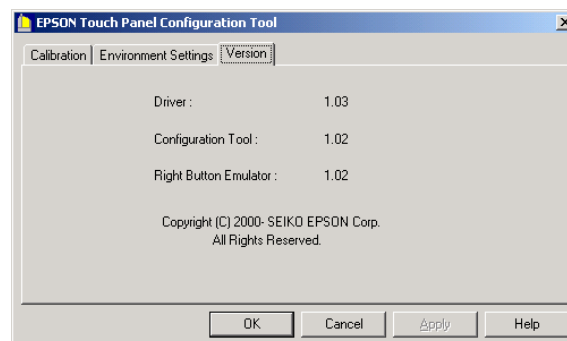 EPSON Touch Panel Configuration Tool
Calibration Environment Settings Version
Driver : 1.03
Configuration Tool : 1.02
Right Button Emulator : 1.02
Copyright (C) 2000- SEIKO EPSON Corp.
All Rights Reserved.
OK Cancel Apply Help